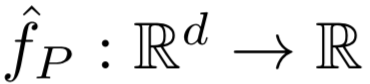 f̂_P : ℝ^d → ℝ